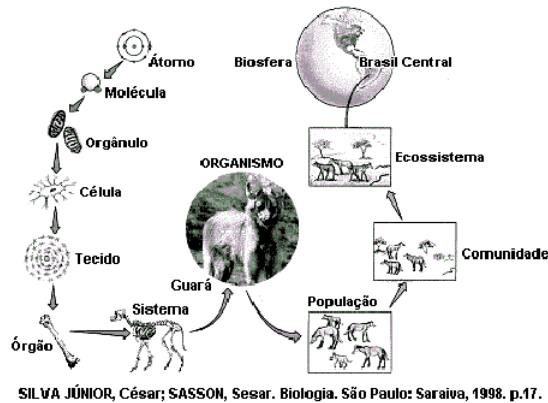 Átorno
Molécula
Orgânulo
Célula
Tecido
Órgão
Sistema
Guará
ORGANISMO
População
Comunidade
Ecossistema
Biosfera
Brasil Central
SILVA JÚNIOR, César; SASSON, Sesar. Biologia. São Paulo: Saraiva, 1998. p.17.